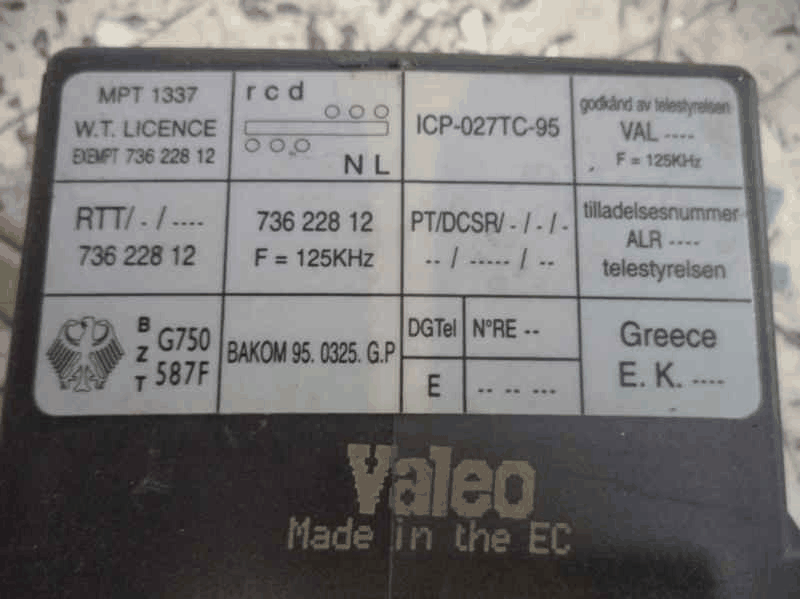 MPT 1337
W.T. LICENCE
EXEMPT 736 228 12
r c d
N L
ICP-027TC-95
godkänd av telestyrelsen
VAL ----
F = 125KHz
RTT/ - / ----
736 228 12
736 228 12
F = 125KHz
PT/DCSR/ - / - / -
-- / ----- / --
tilladelsesnummer
ALR ----
telestyrelsen
B
Z
T
G750
587F
BAKOM 95. 0325. G.P
DGTel
N°RE --
E
-- -- ---
Greece
E. K. ----
Valeo
Made in the EC